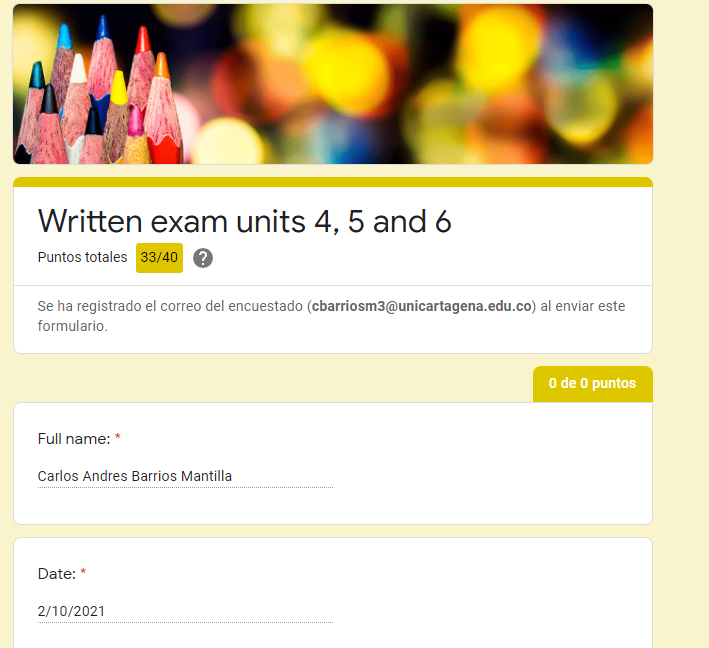 Written exam units 4, 5 and 6
Puntos totales 33/40 ?
Se ha registrado el correo del encuestado (cbarriosm3@unicartagena.edu.co) al enviar este
formulario.
0 de 0 puntos
Full name: *
Carlos Andres Barrios Mantilla
Date: *
2/10/2021